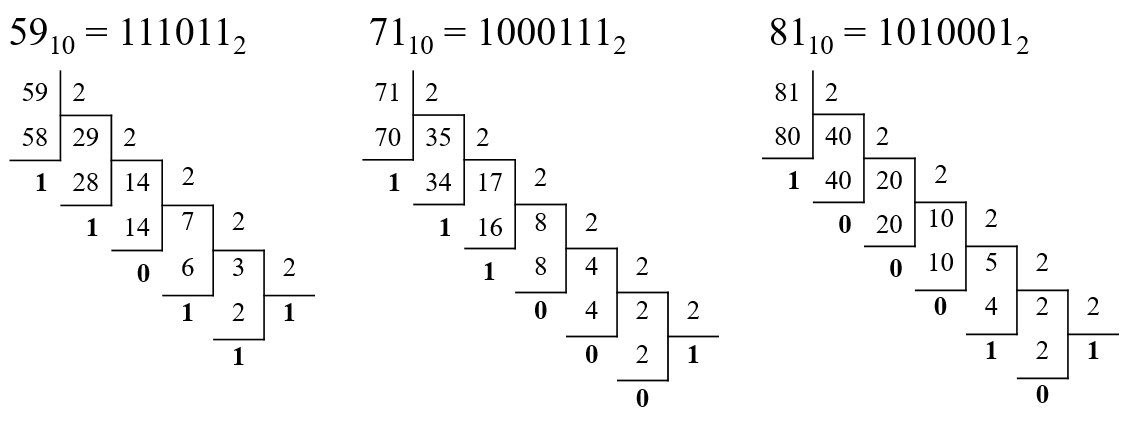 59₁₀ = 111011₂
59 2
58 29 2
1 28 14 2
1 14 7 2
0 6 3 2
1 2 1
1
71₁₀ = 1000111₂
71 2
70 35 2
1 34 17 2
1 16 8 2
1 8 4 2
0 4 2 2
0 2 1
0
81₁₀ = 1010001₂
81 2
80 40 2
1 40 20 2
0 20 10 2
0 10 5 2
0 4 2 2
1 2 1
0